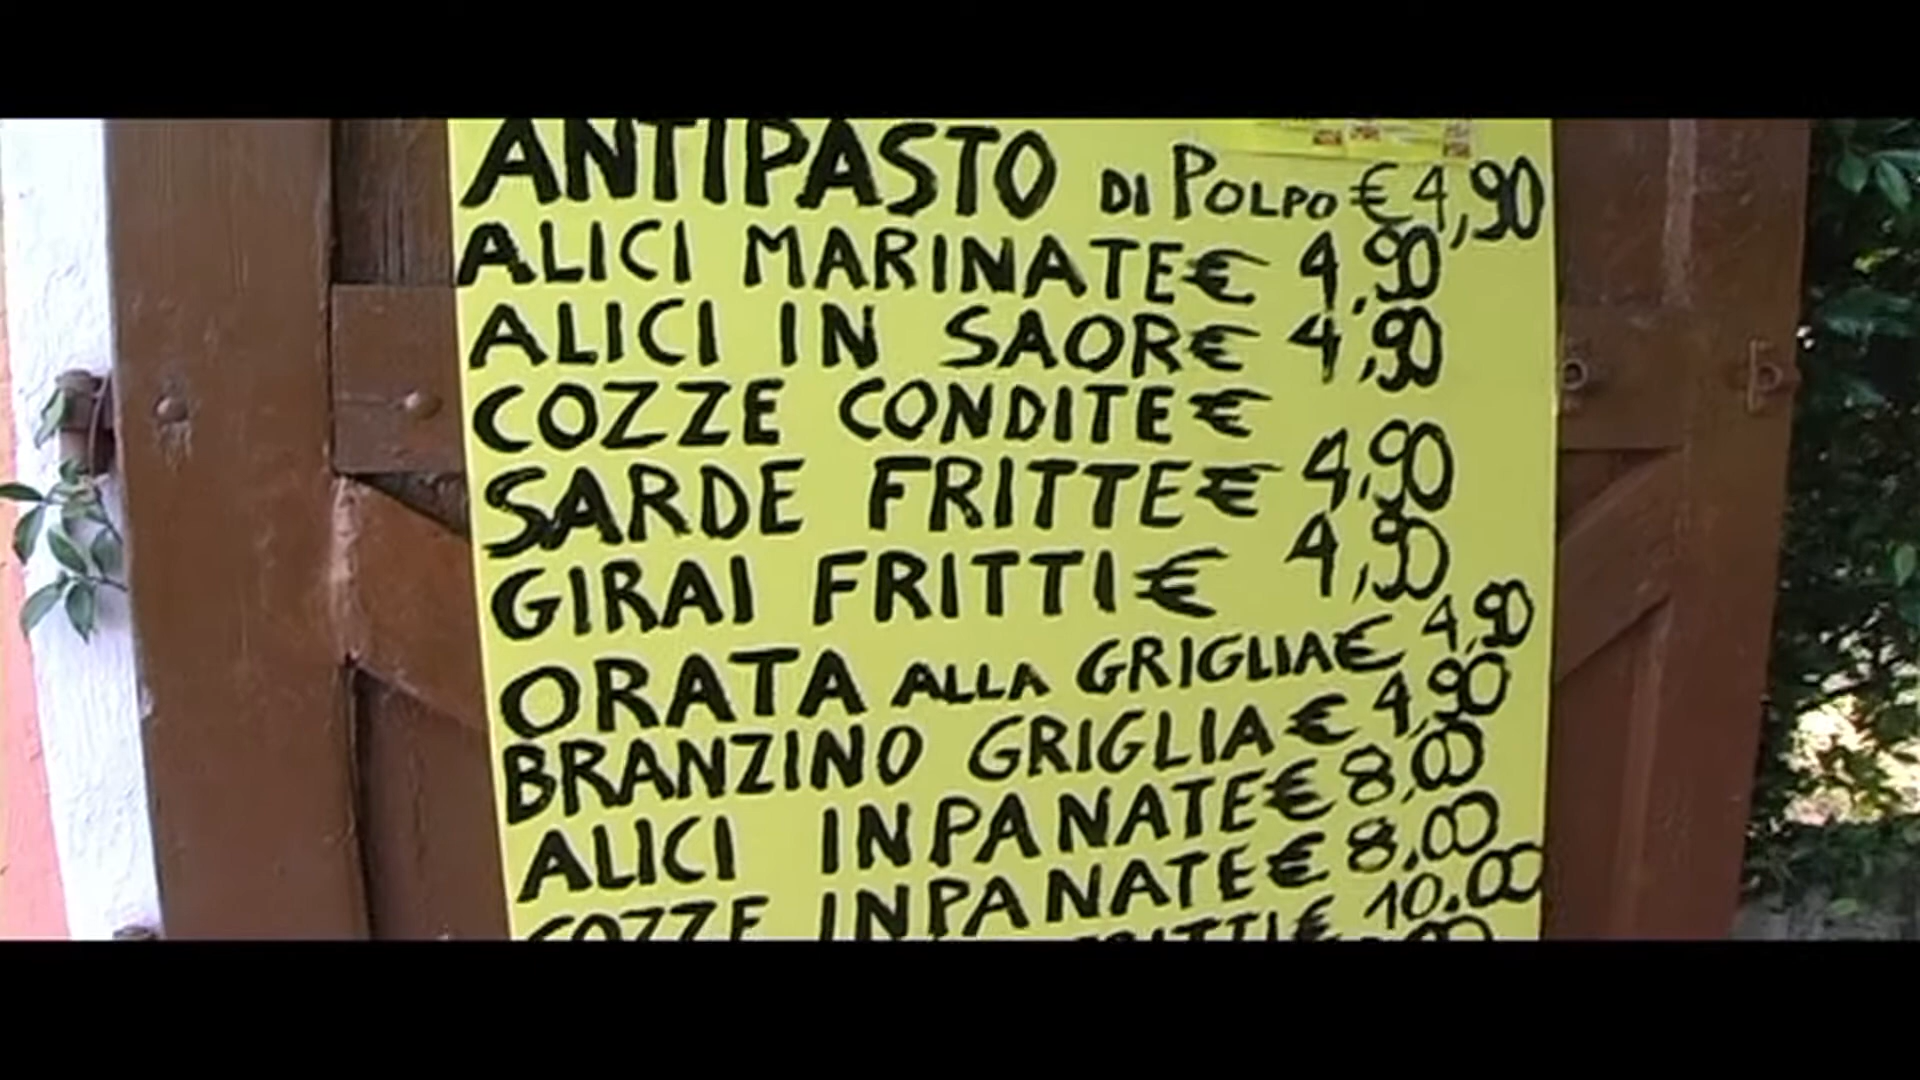 ANTIPASTO DI POLPO € 4,90
ALICI MARINATE € 4,90
ALICI IN SAOR € 4,90
COZZE CONDITE €
SARDE FRITTE € 4,90
GIRAI FRITTI € 4,90
ORATA ALLA GRIGLIA € 4,90
BRANZINO GRIGLIA € 4,90
ALICI INPANATE € 8,00
COZZE INPANATE € 8,00
FRITTI € 10,00